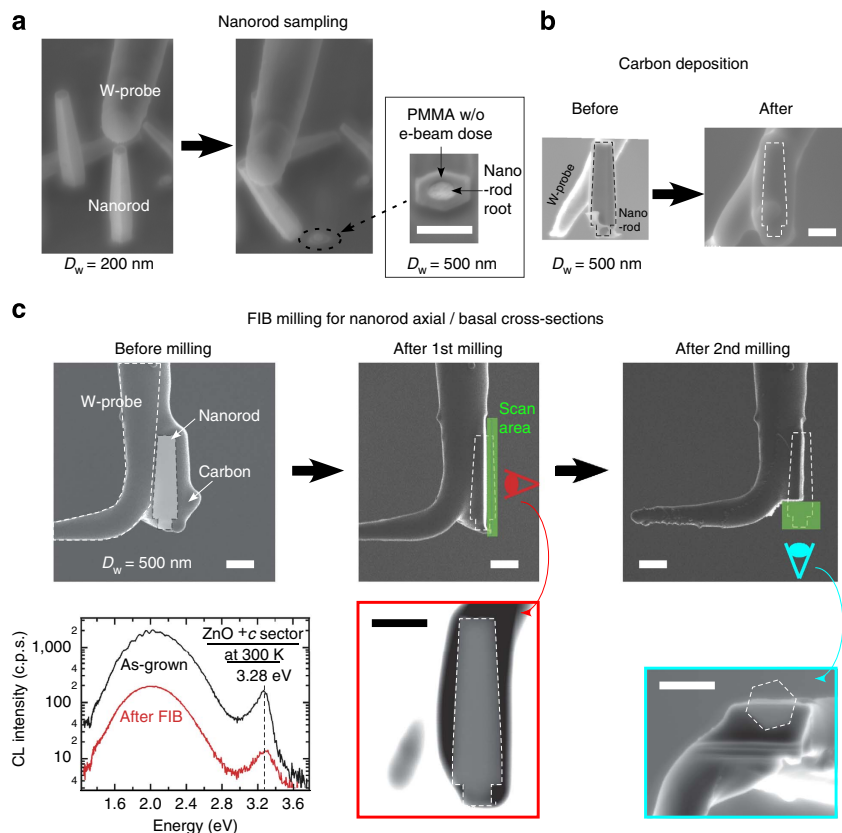 a
Nanorod sampling
W-probe
Nanorod
D_w = 200 nm
PMMA w/o
e-beam dose
Nano
-rod
root
D_w = 500 nm
b
Carbon deposition
Before
After
W-probe
Nano
-rod
D_w = 500 nm
c
FIB milling for nanorod axial / basal cross-sections
Before milling
After 1st milling
After 2nd milling
W-probe
Nanorod
Carbon
D_w = 500 nm
Scan
area
CL intensity (c.p.s.)
2
1,000
4
2
100
4
2
10
4
ZnO +c sector
at 300 K
3.28 eV
As-grown
After FIB
1.6 2.0 2.4 2.8 3.2 3.6
Energy (eV)